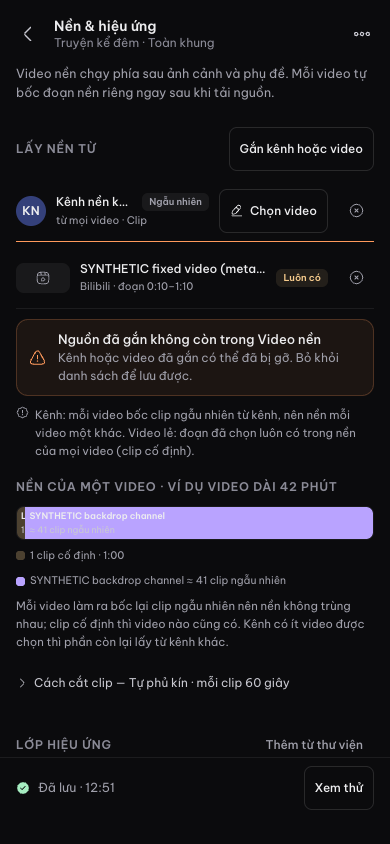 Nền & hiệu ứng
Truyện kể đêm · Toàn khung
Video nền chạy phía sau ảnh cảnh và phụ đề. Mỗi video tự
bốc đoạn nền riêng ngay sau khi tải nguồn.
LẤY NỀN TỪ
Gắn kênh hoặc video
KN
Kênh nền k...
Ngẫu nhiên
từ mọi video · Clip
Chọn video
SYNTHETIC fixed video (meta...
Bilibili · đoạn 0:10–1:10
Luôn có
Nguồn đã gắn không còn trong Video nền
Kênh hoặc video đã gắn có thể đã bị gỡ. Bỏ khỏi
danh sách để lưu được.
Kênh: mỗi video bốc clip ngẫu nhiên từ kênh, nên nền mỗi
video một khác. Video lẻ: đoạn đã chọn luôn có trong nền
của mọi video (clip cố định).
NỀN CỦA MỘT VIDEO · VÍ DỤ VIDEO DÀI 42 PHÚT
SYNTHETIC backdrop channel
≈ 41 clip ngẫu nhiên
1 clip cố định · 1:00
SYNTHETIC backdrop channel ≈ 41 clip ngẫu nhiên
Mỗi video làm ra bốc lại clip ngẫu nhiên nên nền không trùng
nhau; clip cố định thì video nào cũng có. Kênh có ít video được
chọn thì phần còn lại lấy từ kênh khác.
Cách cắt clip — Tự phủ kín · mỗi clip 60 giây
LỚP HIỆU ỨNG
Thêm từ thư viện
Đã lưu · 12:51
Xem thử